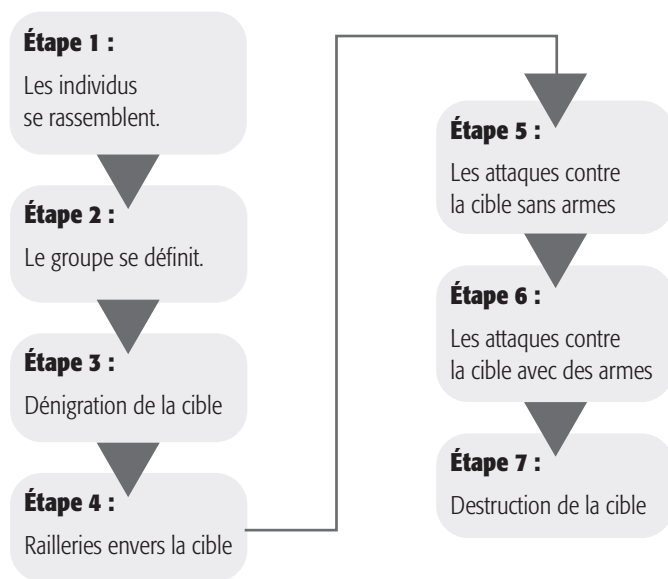 Étape 1 :
Les individus
se rassemblent.
Étape 2 :
Le groupe se définit.
Étape 3 :
Dénigration de la cible
Étape 4 :
Railleries envers la cible
Étape 5 :
Les attaques contre
la cible sans armes
Étape 6 :
Les attaques contre
la cible avec des armes
Étape 7 :
Destruction de la cible